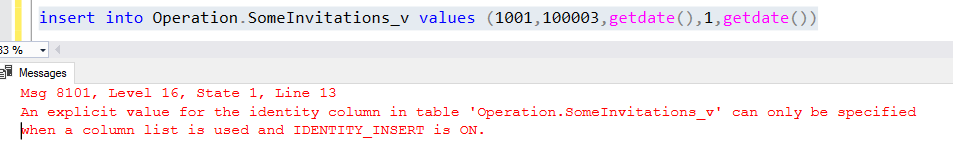 insert into Operation.SomeInvitations_v values (1001,100003,getdate(),1,getdate())
33 %
Messages
Msg 8101, Level 16, State 1, Line 13
An explicit value for the identity column in table 'Operation.SomeInvitations_v' can only be specified
when a column list is used and IDENTITY_INSERT is ON.